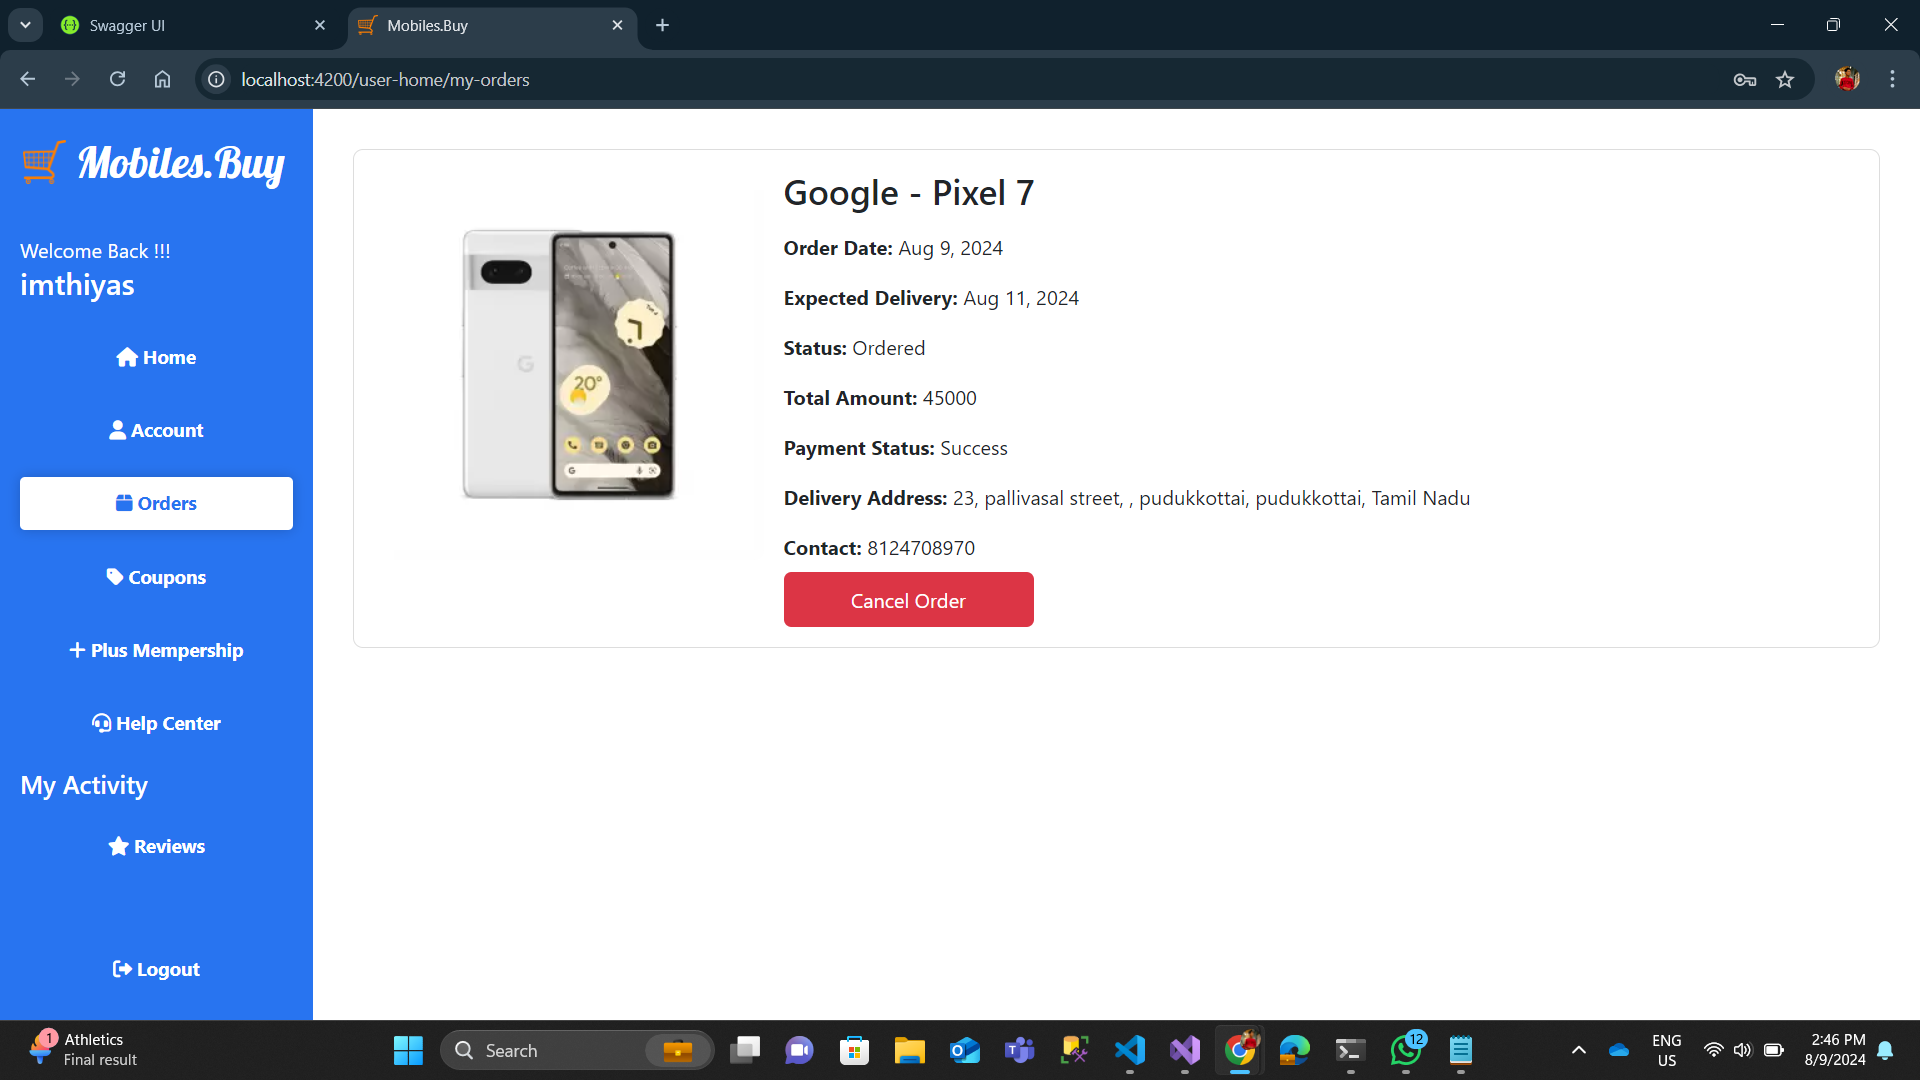 Swagger UI
Mobiles.Buy
localhost:4200/user-home/my-orders
Mobiles.Buy
Welcome Back !!!
imthiyas
Home
Account
Orders
Coupons
Plus Mempership
Help Center
My Activity
Reviews
Logout
Google - Pixel 7
Order Date: Aug 9, 2024
Expected Delivery: Aug 11, 2024
Status: Ordered
Total Amount: 45000
Payment Status: Success
Delivery Address: 23, pallivasal street, , pudukkottai, pudukkottai, Tamil Nadu
Contact: 8124708970
Cancel Order
20°
G
1
Athletics
Final result
Search
12
ENG
US
2:46 PM
8/9/2024